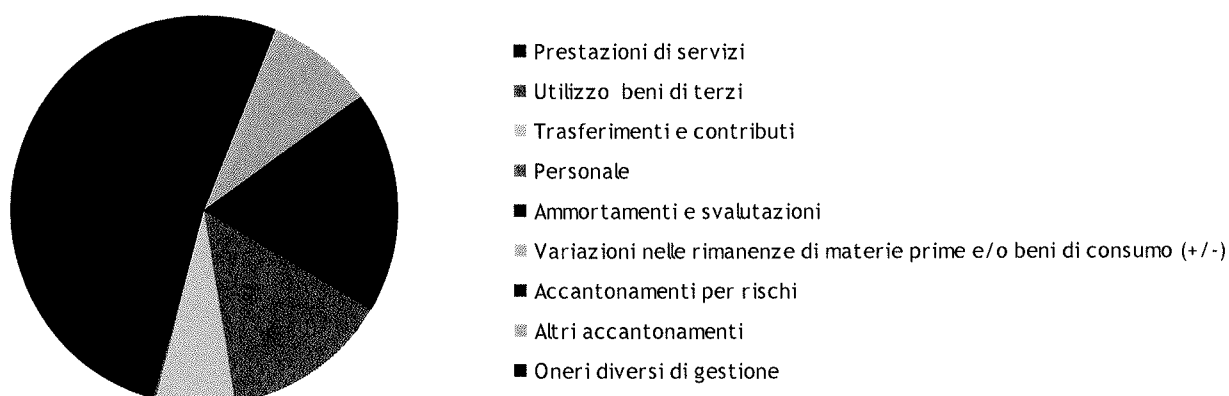 Prestazioni di servizi
Utilizzo beni di terzi
Trasferimenti e contributi
Personale
Ammortamenti e svalutazioni
Variazioni nelle rimanenze di materie prime e/o beni di consumo (+/-)
Accantonamenti per rischi
Altri accantonamenti
Oneri diversi di gestione